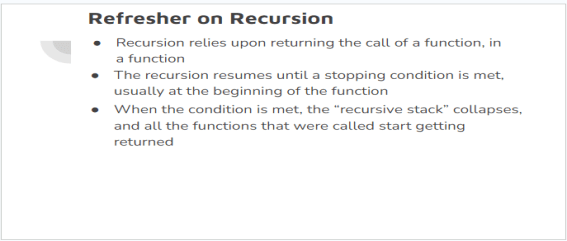 Refresher on Recursion
● Recursion relies upon returning the call of a function, in
a function
● The recursion resumes until a stopping condition is met,
usually at the beginning of the function
● When the condition is met, the “recursive stack” collapses,
and all the functions that were called start getting
returned